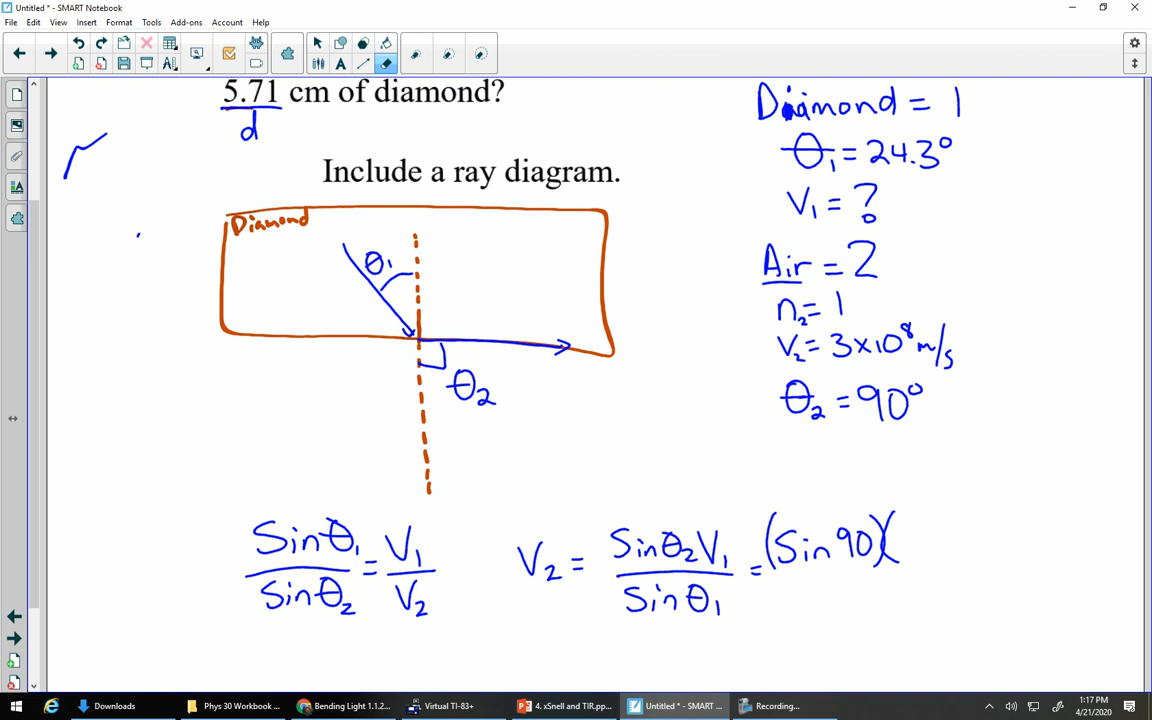 Untitled * - SMART Notebook
File Edit View Insert Format Tools Add-ons Account Help
5.71 cm of diamond?
d
Include a ray diagram.
Diamond
θ₁
θ₂
Diamond = 1
θ₁ = 24.3°
V₁ = ?
Air = 2
n₂ = 1
V₂ = 3×10⁸ m/s
θ₂ = 90°
Sinθ₁/Sinθ₂ = V₁/V₂
V₂ = Sinθ₂V₁/Sinθ₁ = (Sin 90)(
Downloads
Phys 30 Workbook ...
Bending Light 1.1.2...
Virtual TI-83+
4. xSnell and TIR.pp...
Untitled * - SMART ...
Recording...
1:17 PM
4/21/2020